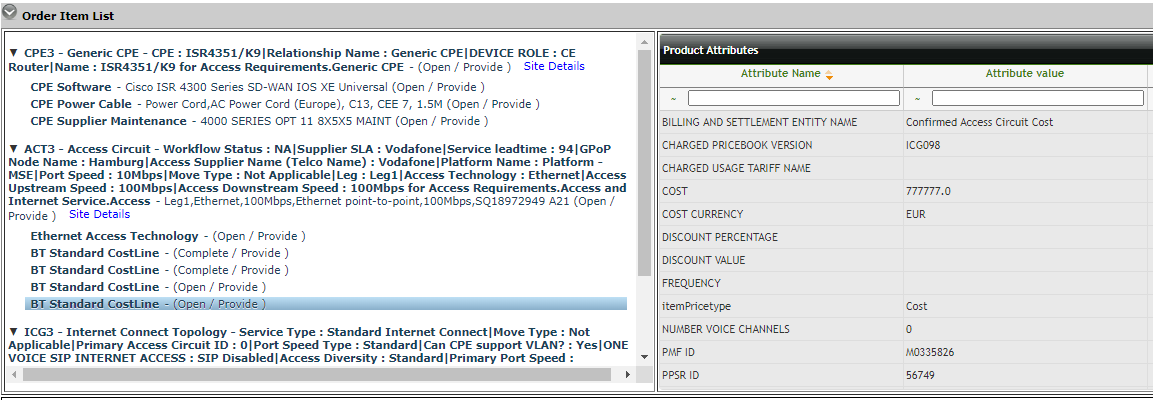 Order Item List
▼ CPE3 - Generic CPE - CPE : ISR4351/K9|Relationship Name : Generic CPE|DEVICE ROLE : CE
Router|Name : ISR4351/K9 for Access Requirements.Generic CPE - (Open / Provide ) Site Details
CPE Software - Cisco ISR 4300 Series SD-WAN IOS XE Universal (Open / Provide )
CPE Power Cable - Power Cord,AC Power Cord (Europe), C13, CEE 7, 1.5M (Open / Provide )
CPE Supplier Maintenance - 4000 SERIES OPT 11 8X5X5 MAINT (Open / Provide )
▼ ACT3 - Access Circuit - Workflow Status : NA|Supplier SLA : Vodafone|Service leadtime : 94|GPoP
Node Name : Hamburg|Access Supplier Name (Telco Name) : Vodafone|Platform Name : Platform -
MSE|Port Speed : 10Mbps|Move Type : Not Applicable|Leg : Leg1|Access Technology : Ethernet|Access
Upstream Speed : 100Mbps|Access Downstream Speed : 100Mbps for Access Requirements.Access and
Internet Service.Access - Leg1,Ethernet,100Mbps,Ethernet point-to-point,100Mbps,SQ18972949 A21 (Open /
Provide ) Site Details
Ethernet Access Technology - (Open / Provide )
BT Standard CostLine - (Complete / Provide )
BT Standard CostLine - (Complete / Provide )
BT Standard CostLine - (Open / Provide )
BT Standard CostLine - (Open / Provide )
▼ ICG3 - Internet Connect Topology - Service Type : Standard Internet Connect|Move Type : Not
Applicable|Primary Access Circuit ID : 0|Port Speed Type : Standard|Can CPE support VLAN? : Yes|ONE
VOICE SIP INTERNET ACCESS : SIP Disabled|Access Diversity : Standard|Primary Port Speed :
Product Attributes
Attribute Name Attribute value
~ ~
BILLING AND SETTLEMENT ENTITY NAME Confirmed Access Circuit Cost
CHARGED PRICEBOOK VERSION ICG098
CHARGED USAGE TARIFF NAME
COST 777777.0
COST CURRENCY EUR
DISCOUNT PERCENTAGE
DISCOUNT VALUE
FREQUENCY
itemPricetype Cost
NUMBER VOICE CHANNELS 0
PMF ID M0335826
PPSR ID 56749